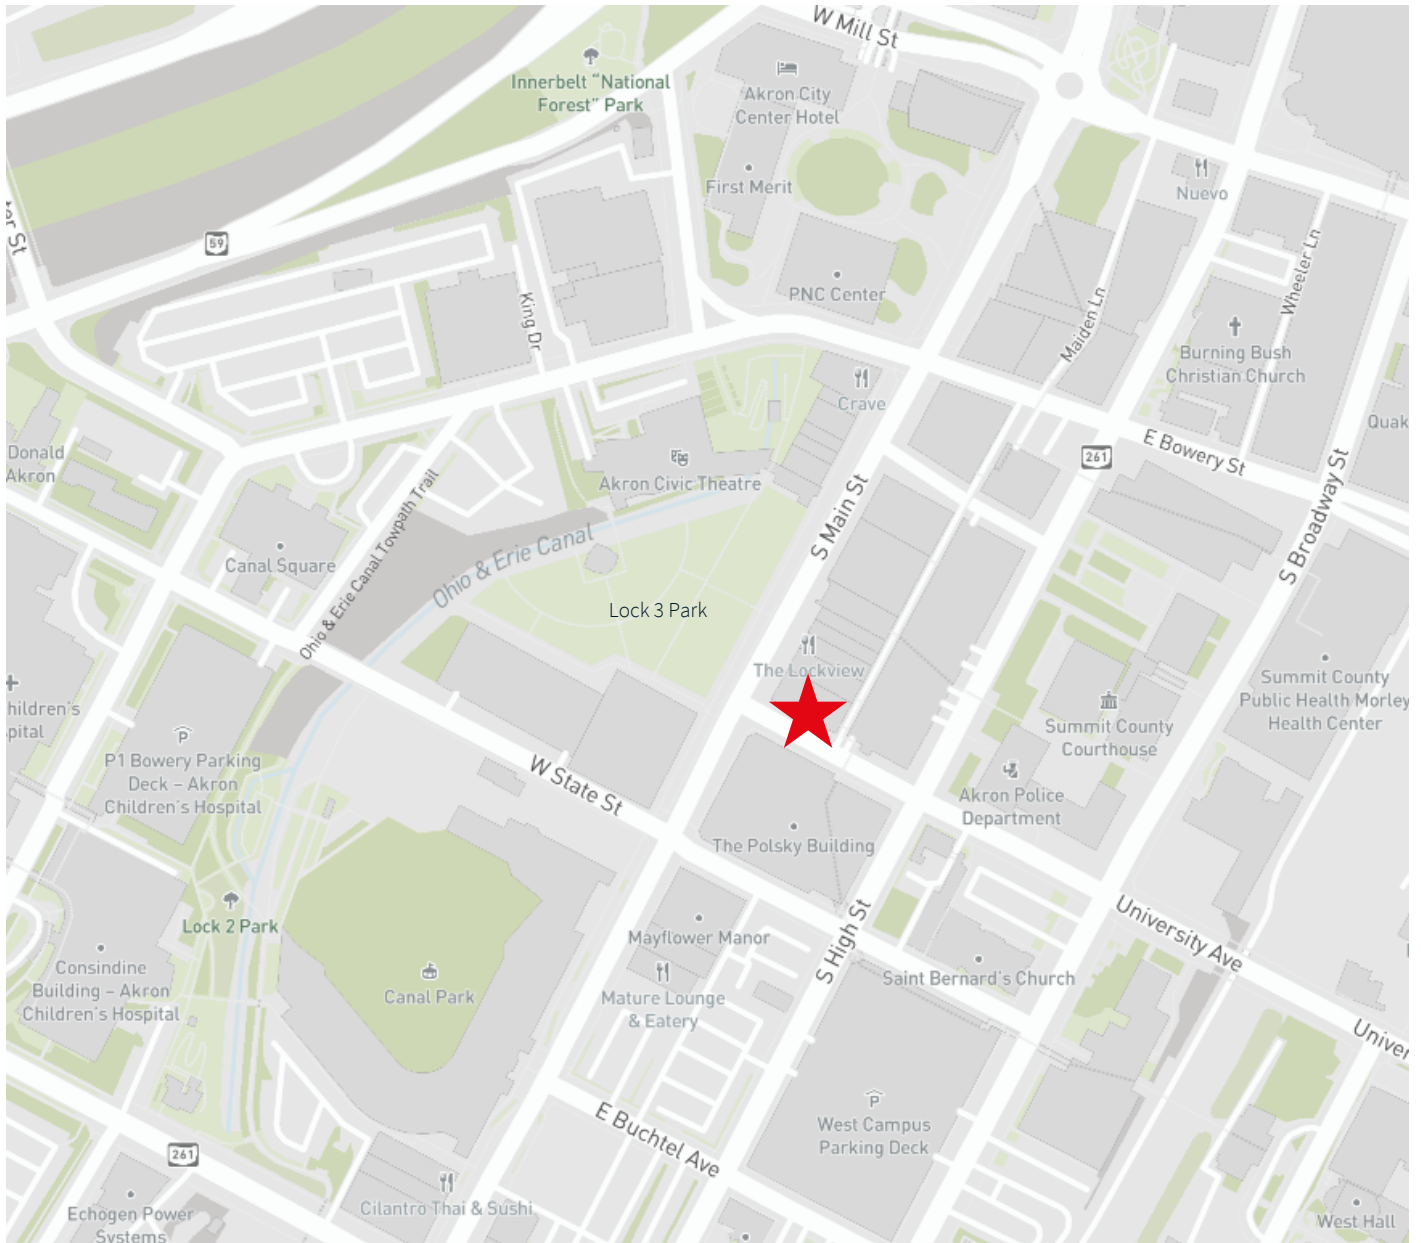 W Mill St
Innerbelt “National
Forest” Park
Akron City
Center Hotel
First Merit
Nuevo
59
King Dr
PNC Center
Wheeler Ln
Maiden Ln
Burning Bush
Christian Church
Crave
Quak
Donald
Akron
E Bowery St
261
Akron Civic Theatre
S Main St
S Broadway St
Ohio & Erie Canal Towpath Trail
Ohio & Erie Canal
Canal Square
Lock 3 Park
The Lockview
Summit County
Public Health Morley
Health Center
hildren’s
pital
P
P1 Bowery Parking
Deck – Akron
Children’s Hospital
Summit County
Courthouse
W State St
Akron Police
Department
The Polsky Building
Lock 2 Park
University Ave
Mayflower Manor
S High St
Saint Bernard’s Church
Consindine
Building – Akron
Children’s Hospital
Canal Park
Mature Lounge
& Eatery
Univer
P
West Campus
Parking Deck
E Buchtel Ave
261
Cilantro Thai & Sushi
Echogen Power
Systems
West Hall